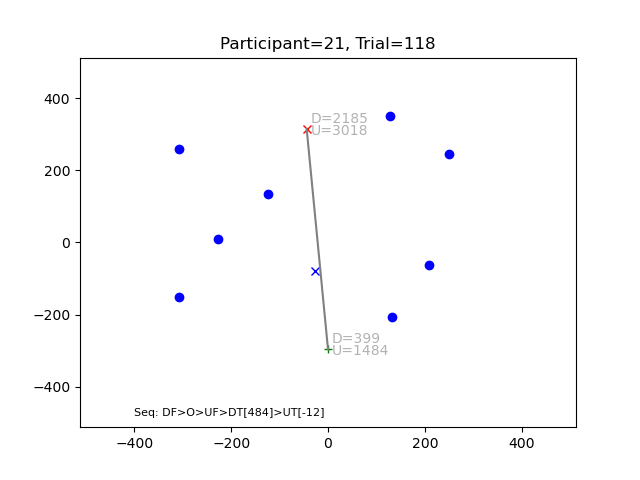 Participant=21, Trial=118
400
200
0
−200
−400
D=2185
U=3018
D=399
U=1484
Seq: DF>O>UF>DT[484]>UT[-12]
−400
−200
0
200
400